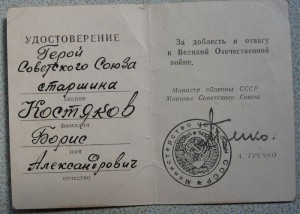 УДОСТОВЕРЕНИЕ
Герой
Советского Союза
старшина
звание
Костяков
фамилия
Борис
имя
Александрович
отчество
За доблесть и отвагу
в Великой Отечественной
войне.
Министр обороны СССР
Маршал Советского Союза
А. ГРЕЧКО